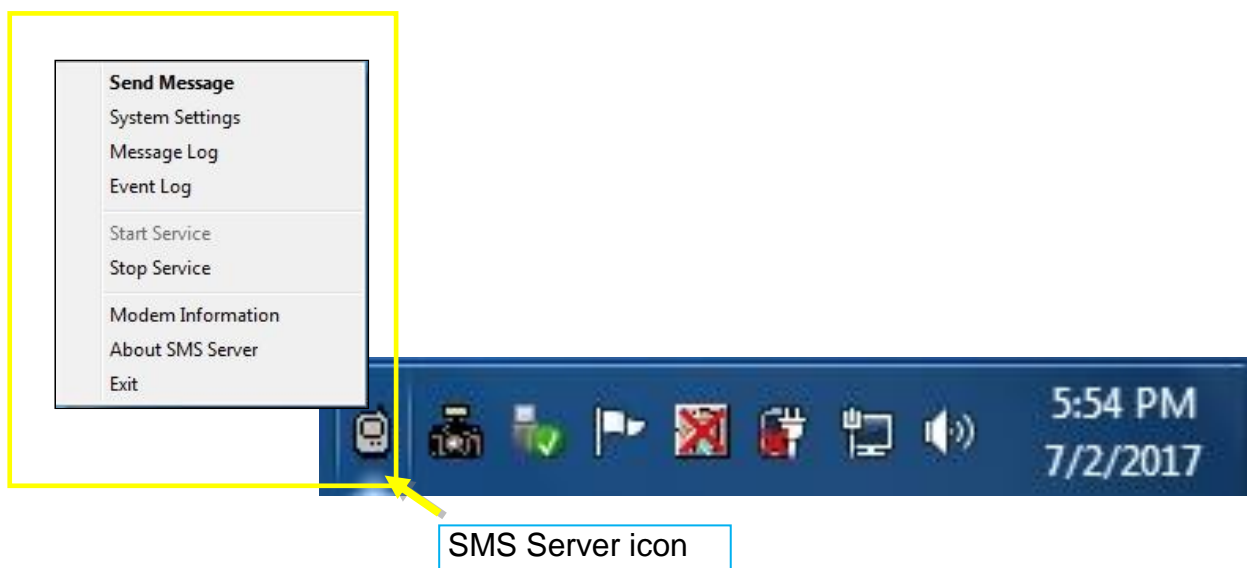 Send Message
System Settings
Message Log
Event Log
Start Service
Stop Service
Modem Information
About SMS Server
Exit
5:54 PM
7/2/2017
SMS Server icon